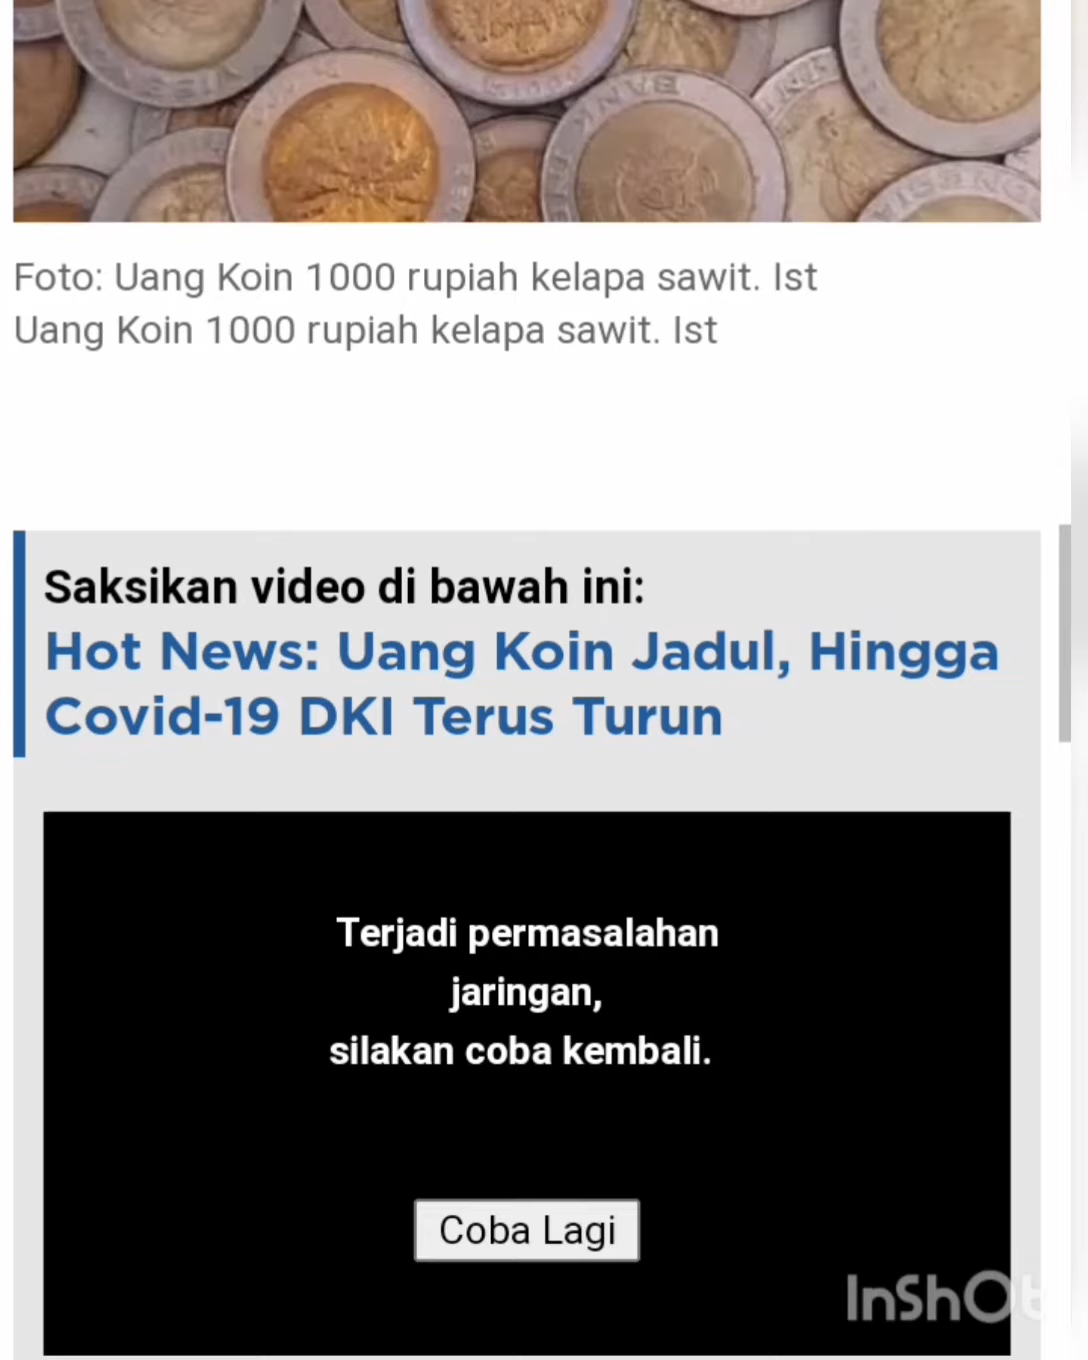 Foto: Uang Koin 1000 rupiah kelapa sawit. Ist
Uang Koin 1000 rupiah kelapa sawit. Ist
Saksikan video di bawah ini:
Hot News: Uang Koin Jadul, Hingga
Covid-19 DKI Terus Turun
Terjadi permasalahan
jaringan,
silakan coba kembali.
Coba Lagi